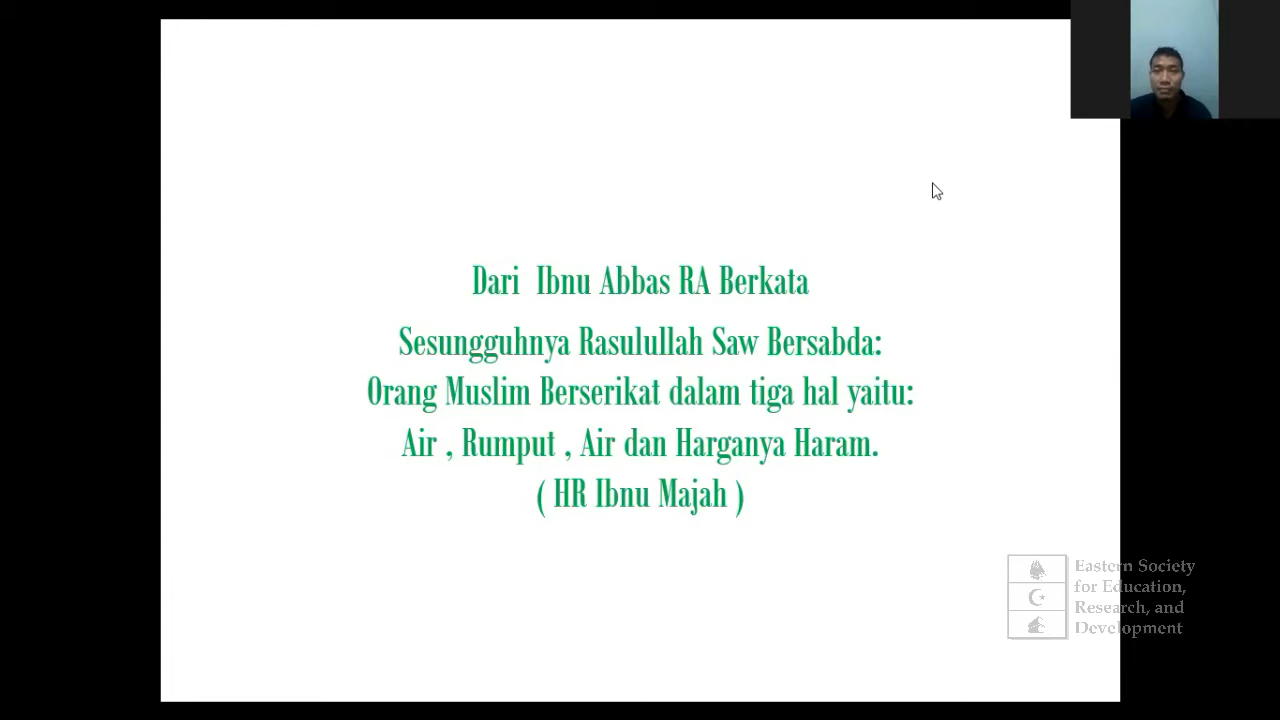 Dari Ibnu Abbas RA Berkata
Sesungguhnya Rasulullah Saw Bersabda:
Orang Muslim Berserikat dalam tiga hal yaitu:
Air , Rumput , Air dan Harganya Haram.
( HR Ibnu Majah )
Eastern Society
for Education,
Research, and
Development